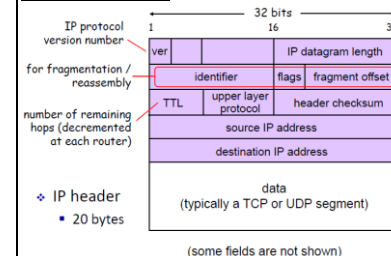 32 bits
IP protocol
version number
1
16
ver
IP datagram length
for fragmentation /
reassembly
identifier
flags
fragment offset
number of remaining
hops (decremented
at each router)
TTL
upper layer
protocol
header checksum
source IP address
destination IP address
❖ IP header
▪ 20 bytes
data
(typically a TCP or UDP segment)
(some fields are not shown)